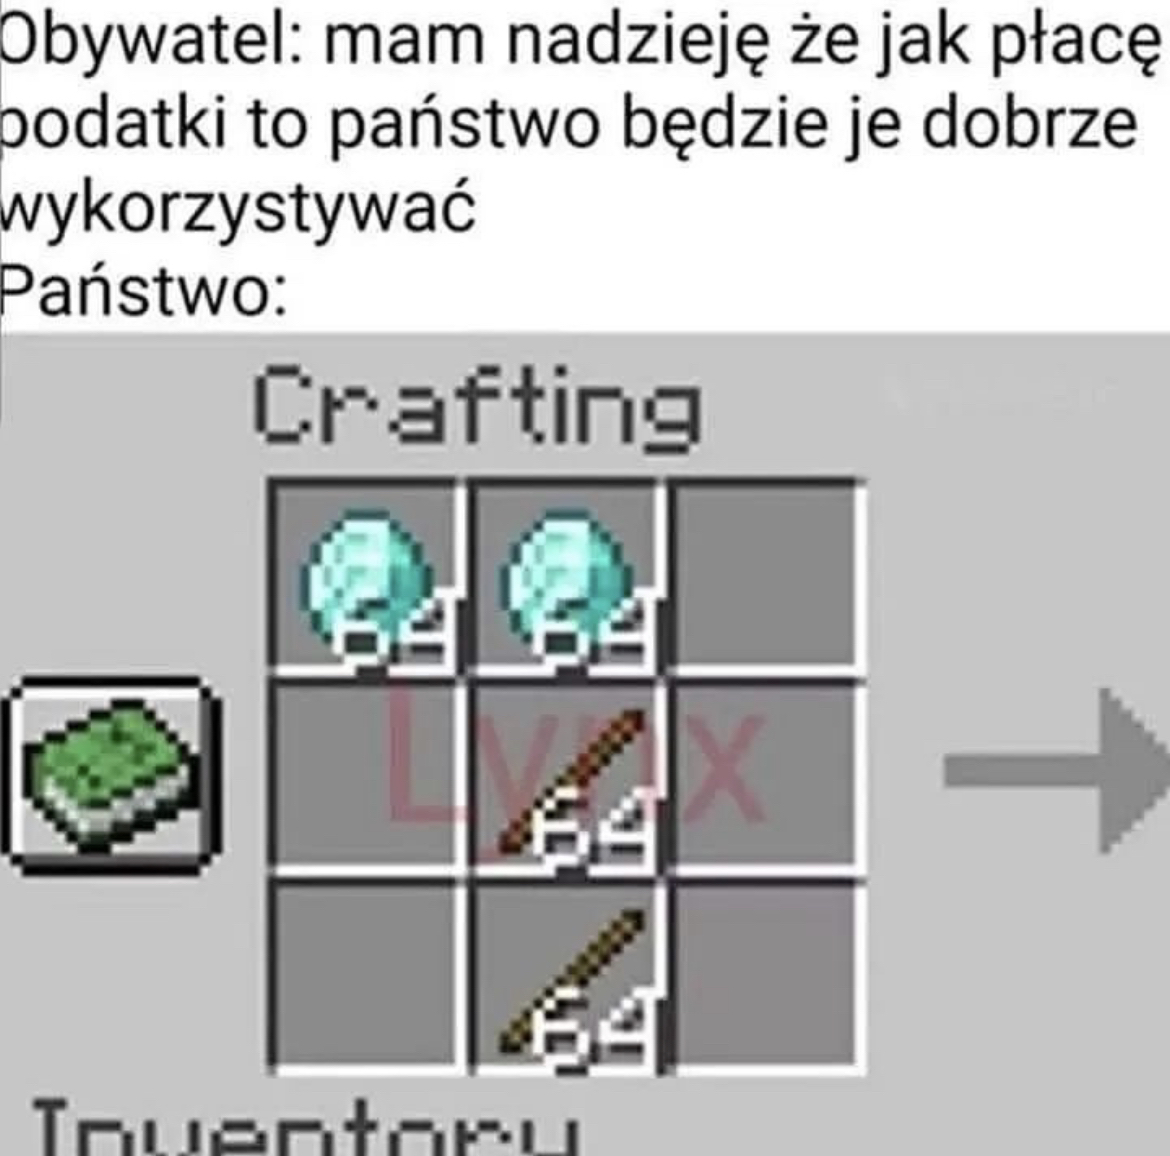 Obywatel: mam nadzieję że jak płacę
podatki to państwo będzie je dobrze
wykorzystywać
Państwo:
Crafting
64 64
Lynx
64
64
Inventory